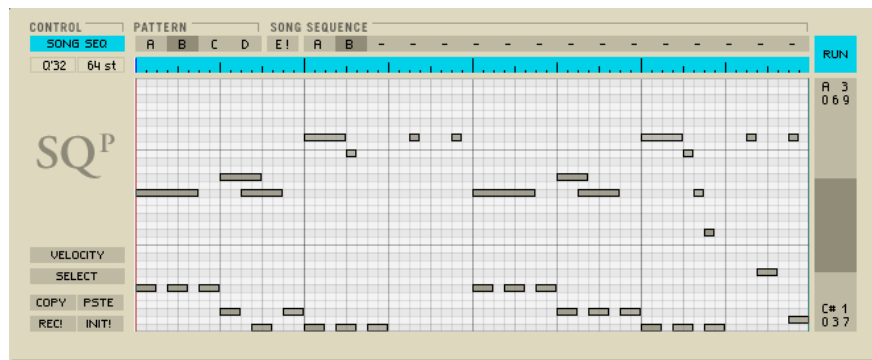 CONTROL PATTERN SONG SEQUENCE
SONG SEQ A B C D E! A B - - - - - - - - - - RUN
0'32 64 st
A 3
069
SQP
VELOCITY
SELECT
COPY PSTE
C# 1
REC! INIT! 037